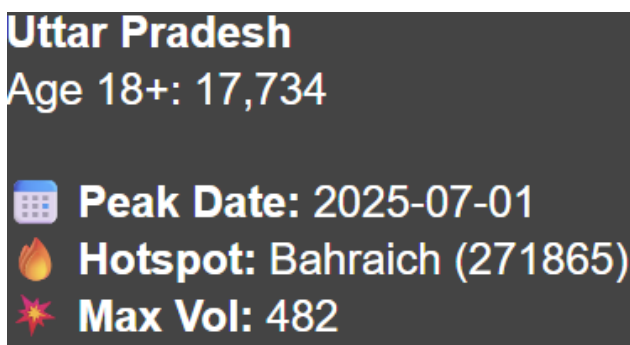 Uttar Pradesh
Age 18+: 17,734
Peak Date: 2025-07-01
Hotspot: Bahraich (271865)
Max Vol: 482